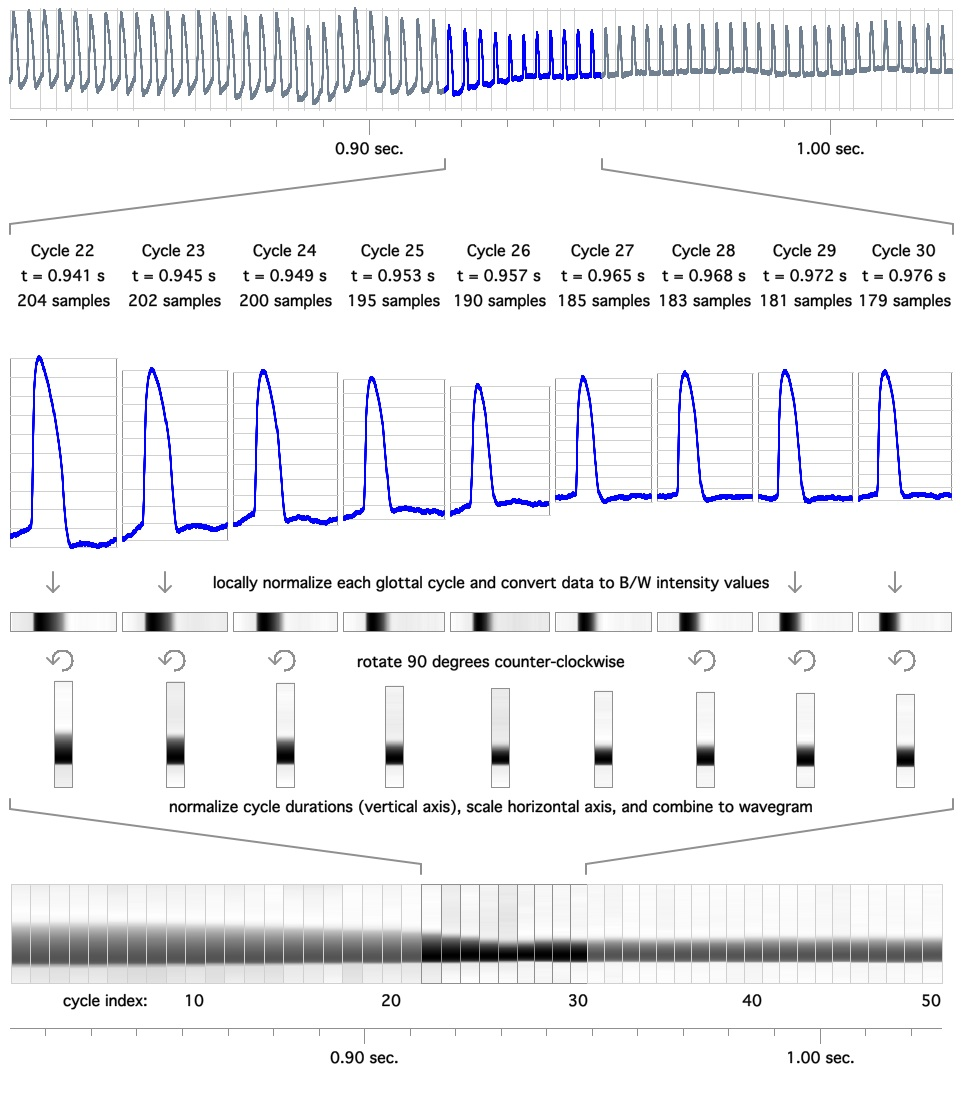 0.90 sec. 1.00 sec.
Cycle 22 Cycle 23 Cycle 24 Cycle 25 Cycle 26 Cycle 27 Cycle 28 Cycle 29 Cycle 30
t = 0.941 s t = 0.945 s t = 0.949 s t = 0.953 s t = 0.957 s t = 0.965 s t = 0.968 s t = 0.972 s t = 0.976 s
204 samples 202 samples 200 samples 195 samples 190 samples 185 samples 183 samples 181 samples 179 samples
locally normalize each glottal cycle and convert data to B/W intensity values
rotate 90 degrees counter-clockwise
normalize cycle durations (vertical axis), scale horizontal axis, and combine to wavegram
cycle index: 10 20 30 40 50
0.90 sec. 1.00 sec.